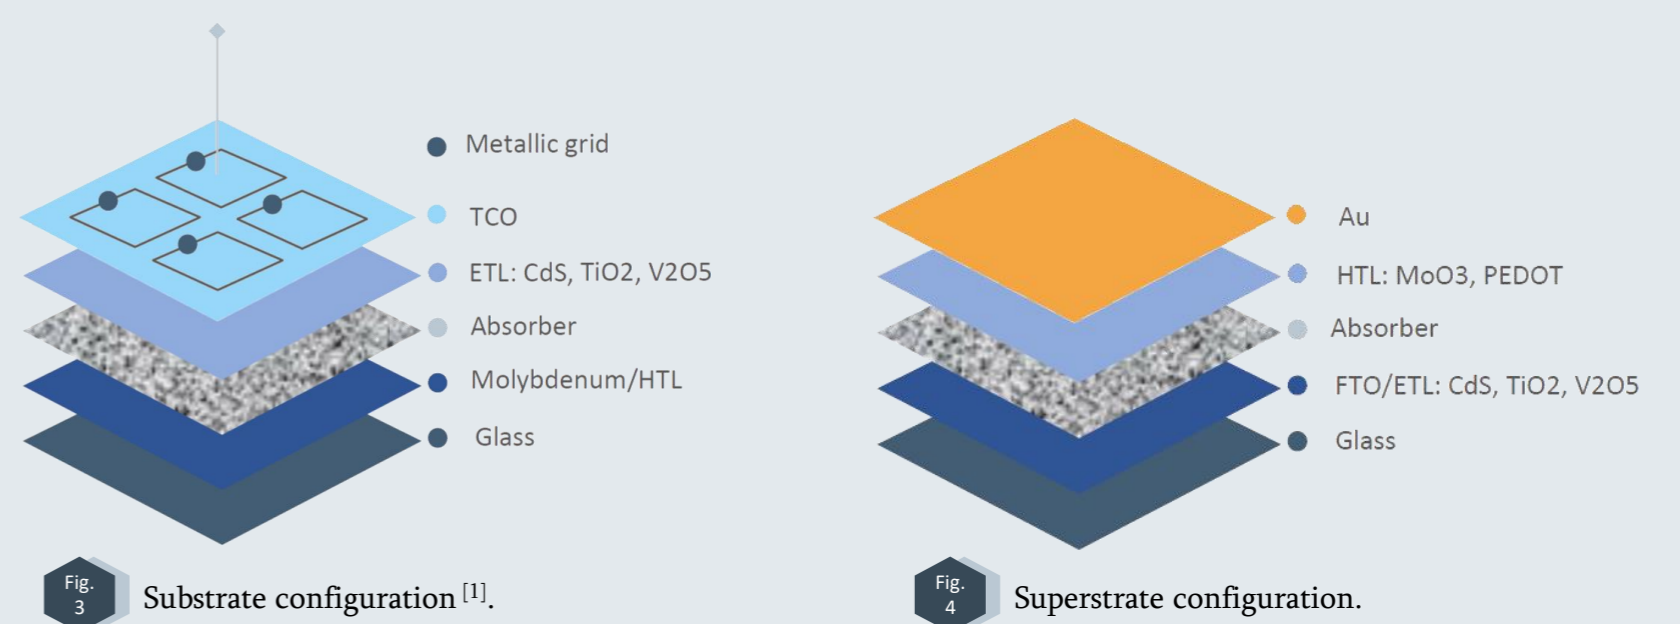 Metallic grid
TCO
ETL: CdS, TiO2, V2O5
Absorber
Molybdenum/HTL
Glass
Fig.
3
Substrate configuration [1].
Au
HTL: MoO3, PEDOT
Absorber
FTO/ETL: CdS, TiO2, V2O5
Glass
Fig.
4
Superstrate configuration.